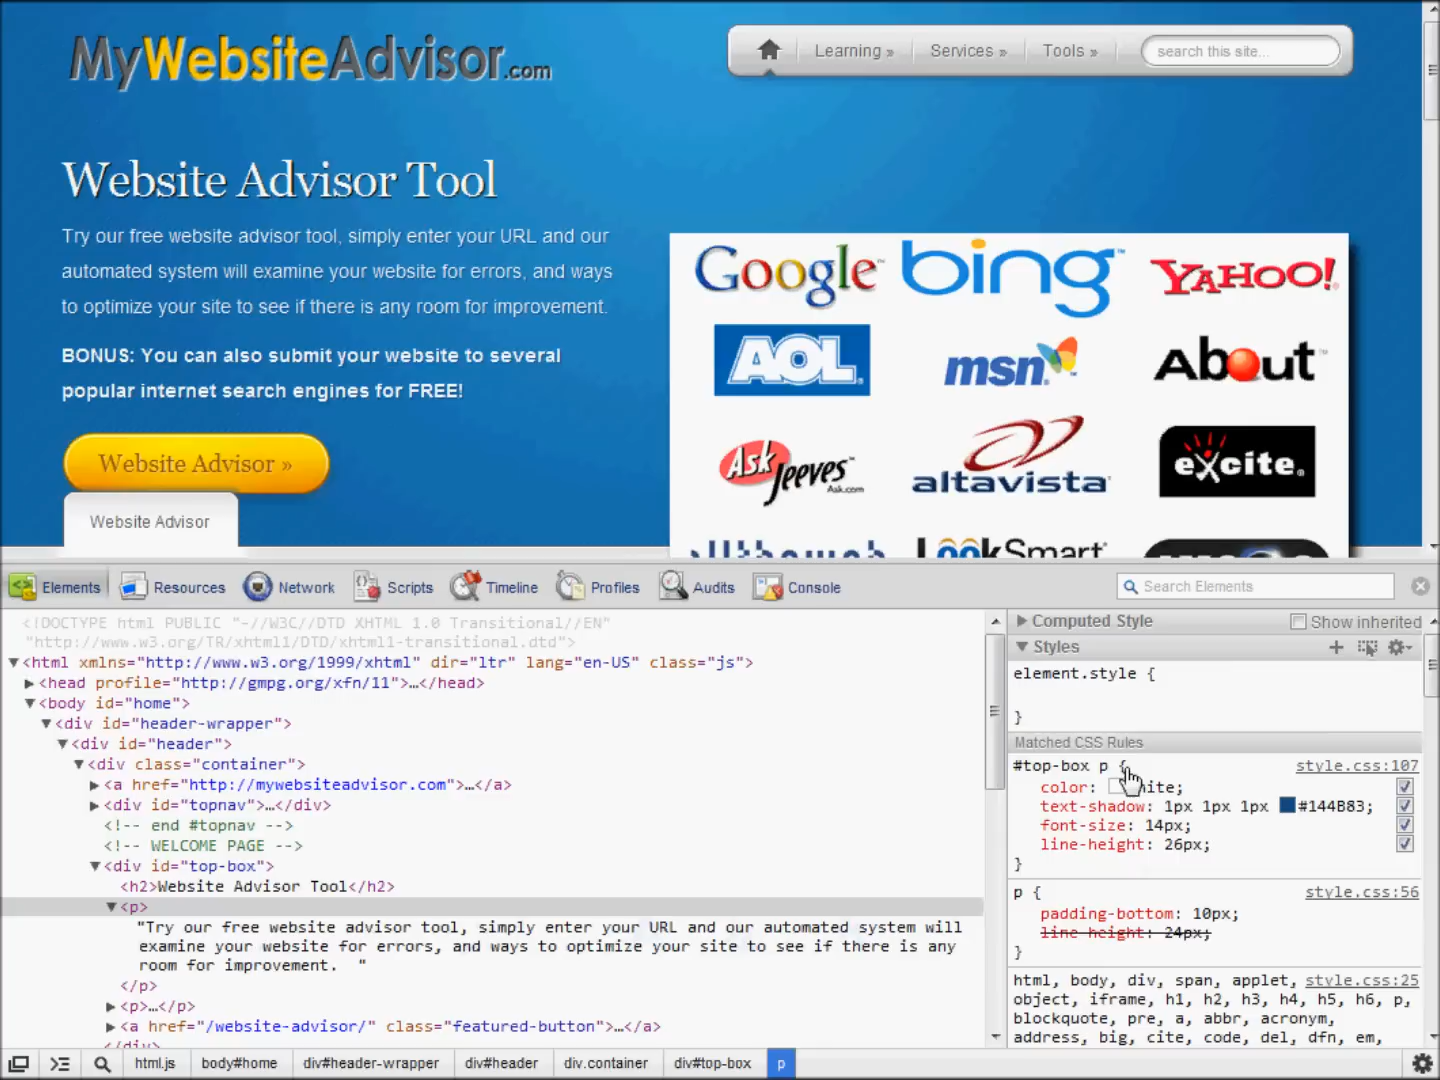 MyWebsiteAdvisor.com
Learning »
Services »
Tools »
search this site...
Website Advisor Tool
Try our free website advisor tool, simply enter your URL and our
automated system will examine your website for errors, and ways
to optimize your site to see if there is any room for improvement.
BONUS: You can also submit your website to several
popular internet search engines for FREE!
Website Advisor »
Website Advisor
Google™
bing™
YAHOO!
AOL
msn
About™
Ask Jeeves™
Ask.com
altavista™
excite
LookSmart
Elements
Resources
Network
Scripts
Timeline
Profiles
Audits
Console
Search Elements
<!DOCTYPE html PUBLIC "-//W3C//DTD XHTML 1.0 Transitional//EN"
"http://www.w3.org/TR/xhtml1/DTD/xhtml1-transitional.dtd">
<html xmlns="http://www.w3.org/1999/xhtml" dir="ltr" lang="en-US" class="js">
<head profile="http://gmpg.org/xfn/11">…</head>
<body id="home">
<div id="header-wrapper">
<div id="header">
<div class="container">
<a href="http://mywebsiteadvisor.com">…</a>
<div id="topnav">…</div>
<!-- end #topnav -->
<!-- WELCOME PAGE -->
<div id="top-box">
<h2>Website Advisor Tool</h2>
<p>
"Try our free website advisor tool, simply enter your URL and our automated system will
examine your website for errors, and ways to optimize your site to see if there is any
room for improvement. "
</p>
<p>…</p>
<a href="/website-advisor/" class="featured-button">…</a>
</div>
Computed Style
Show inherited
Styles
element.style {
}
Matched CSS Rules
#top-box p {
style.css:107
color: white;
text-shadow: 1px 1px 1px #144B83;
font-size: 14px;
line-height: 26px;
}
p {
style.css:56
padding-bottom: 10px;
line-height: 24px;
}
html, body, div, span, applet,
style.css:25
object, iframe, h1, h2, h3, h4, h5, h6, p,
blockquote, pre, a, abbr, acronym,
address, big, cite, code, del, dfn, em,
html.js
body#home
div#header-wrapper
div#header
div.container
div#top-box
p